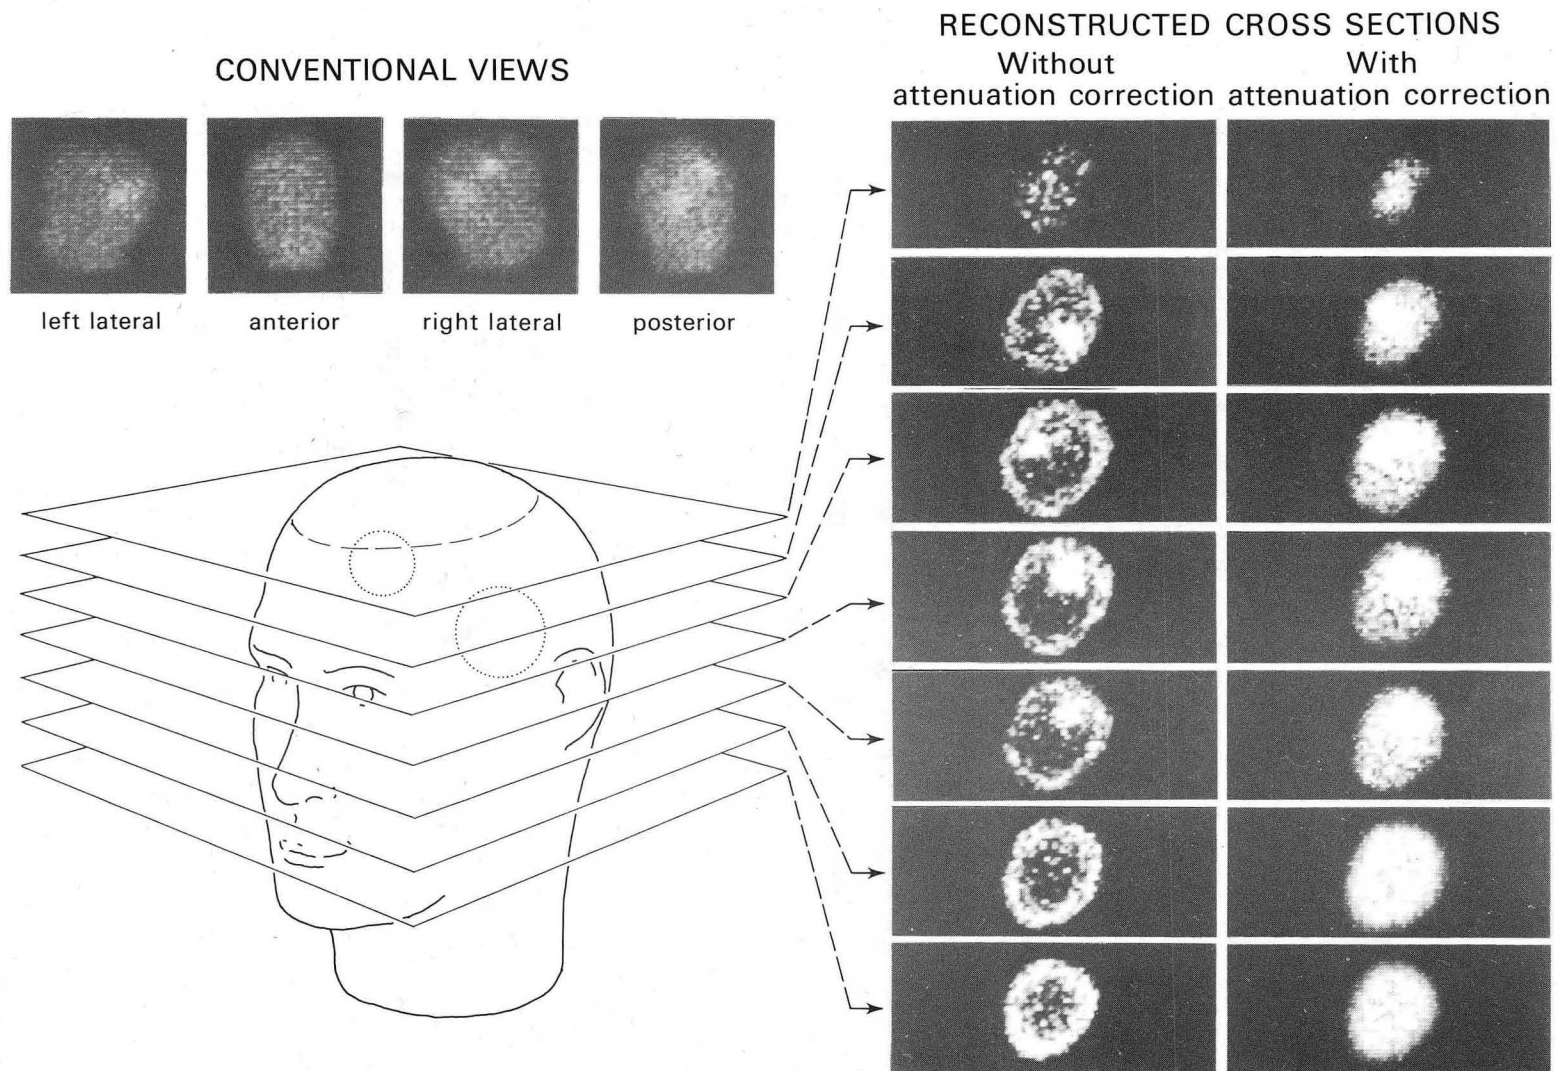 CONVENTIONAL VIEWS
left lateral
anterior
right lateral
posterior
RECONSTRUCTED CROSS SECTIONS
Without
attenuation correction
With
attenuation correction